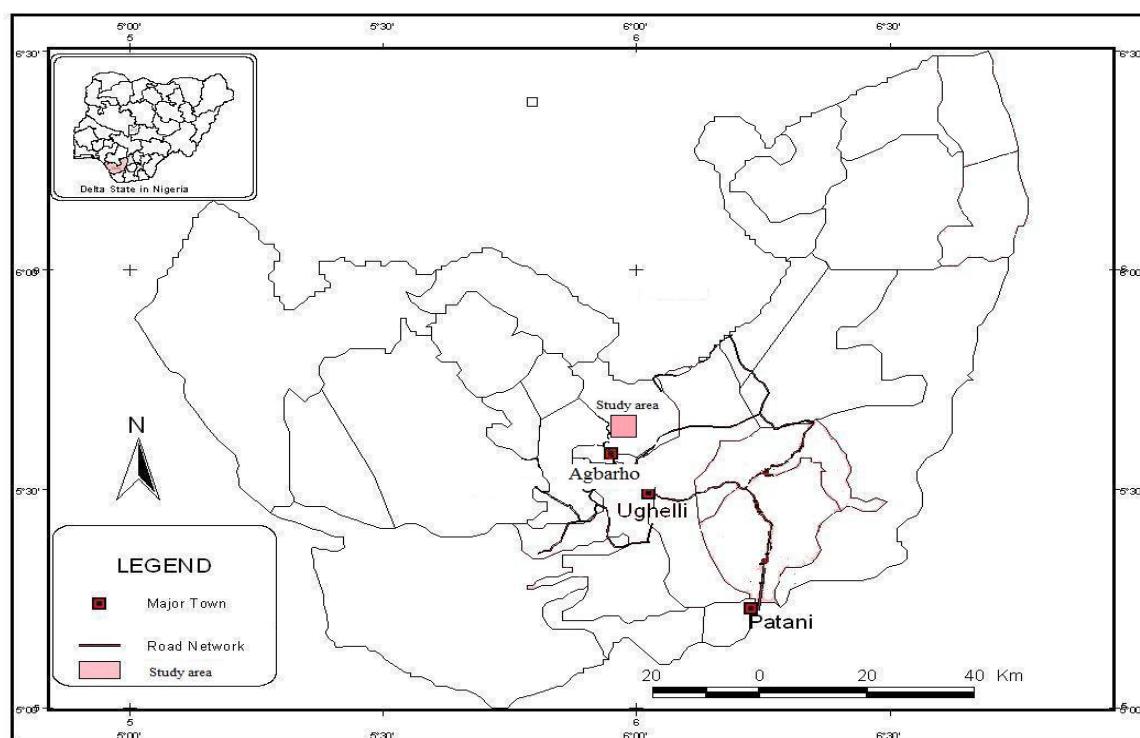 5°00' 5°30' 6°00' 6°30'
5 6
6°30' 6°30'
Delta State in Nigeria
6°00' 6°00'
Study area
N
Agbarho
5°30' 5°30'
Ughelli
LEGEND
Major Town
Patani
Road Network
Study area
20 0 20 40 Km
5°00' 5°00'
5 6
5°00' 5°30' 6°00' 6°30'